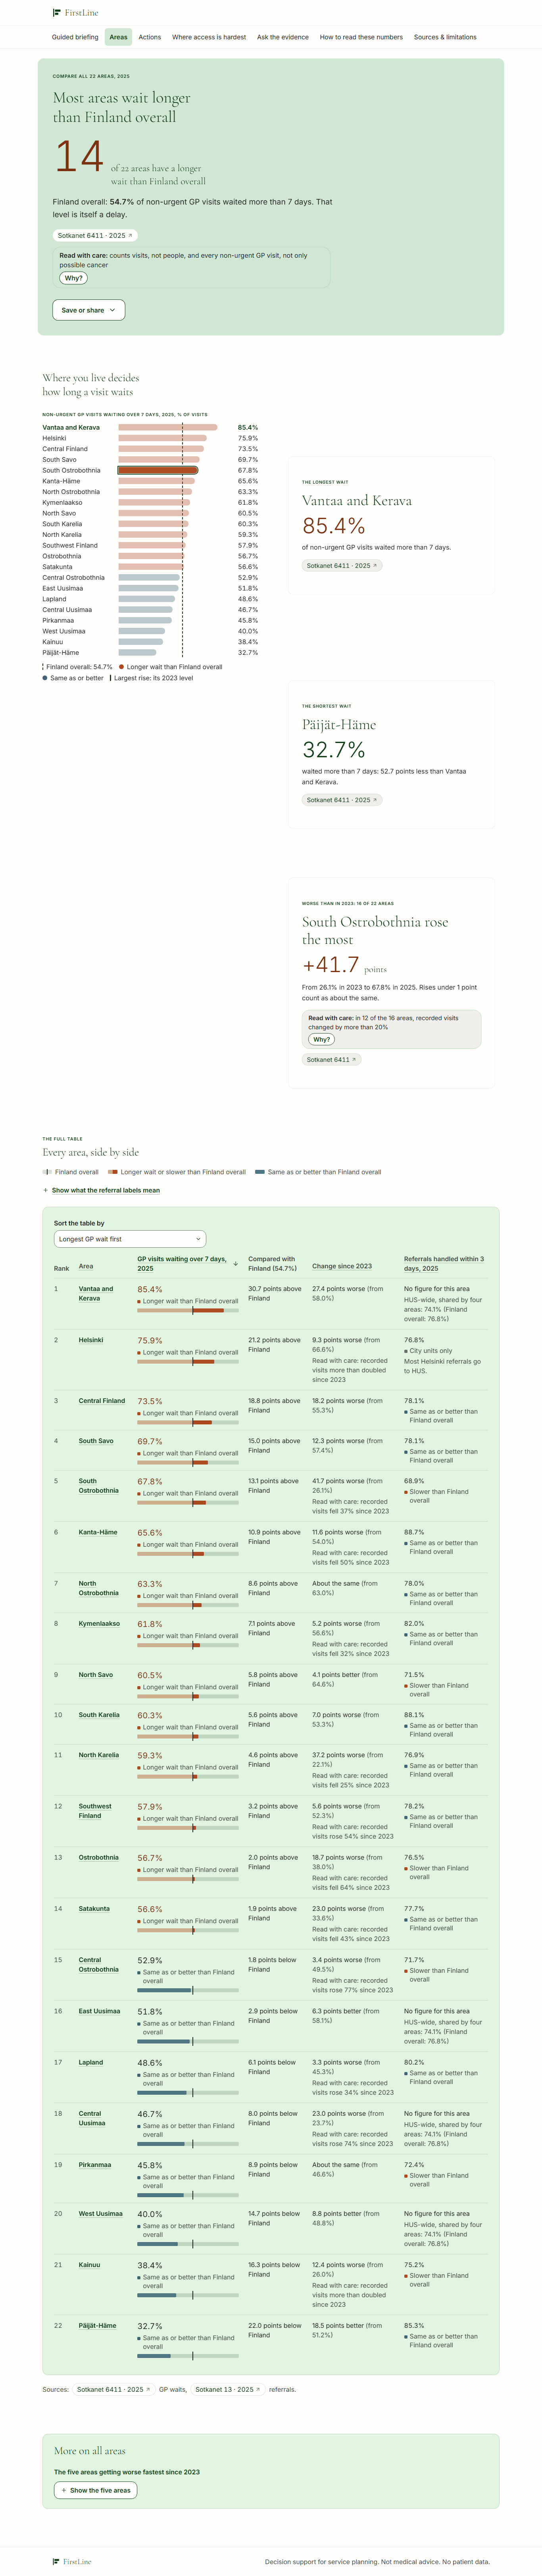 FirstLine
Guided briefing
Areas
Actions
Where access is hardest
Ask the evidence
How to read these numbers
Sources & limitations
COMPARE ALL 22 AREAS, 2025
Most areas wait longer
than Finland overall
14 of 22 areas have a longer
wait than Finland overall
Finland overall: 54.7% of non-urgent GP visits waited more than 7 days. That
level is itself a delay.
Sotkanet 6411 · 2025 ↗
Read with care: counts visits, not people, and every non-urgent GP visit, not only
possible cancer
Why?
Save or share
Where you live decides
how long a visit waits
NON-URGENT GP VISITS WAITING OVER 7 DAYS, 2025, % OF VISITS
Vantaa and Kerava 85.4%
Helsinki 75.9%
Central Finland 73.5%
South Savo 69.7%
South Ostrobothnia 67.8%
Kanta-Häme 65.6%
North Ostrobothnia 63.3%
Kymenlaakso 61.8%
North Savo 60.5%
South Karelia 60.3%
North Karelia 59.3%
Southwest Finland 57.9%
Ostrobothnia 56.7%
Satakunta 56.6%
Central Ostrobothnia 52.9%
East Uusimaa 51.8%
Lapland 48.6%
Central Uusimaa 46.7%
Pirkanmaa 45.8%
West Uusimaa 40.0%
Kainuu 38.4%
Päijät-Häme 32.7%
Finland overall: 54.7% Longer wait than Finland overall
Same as or better Largest rise: its 2023 level
THE LONGEST WAIT
Vantaa and Kerava
85.4%
of non-urgent GP visits waited more than 7 days.
Sotkanet 6411 · 2025 ↗
THE SHORTEST WAIT
Päijät-Häme
32.7%
waited more than 7 days: 52.7 points less than Vantaa
and Kerava.
Sotkanet 6411 · 2025 ↗
WORSE THAN IN 2023: 16 OF 22 AREAS
South Ostrobothnia rose
the most
+41.7 points
From 26.1% in 2023 to 67.8% in 2025. Rises under 1 point
count as about the same.
Read with care: in 12 of the 16 areas, recorded visits
changed by more than 20%
Why?
Sotkanet 6411 ↗
THE FULL TABLE
Every area, side by side
Finland overall Longer wait or slower than Finland overall Same as or better than Finland overall
+ Show what the referral labels mean
Sort the table by
Longest GP wait first
Rank
Area
GP visits waiting over 7 days,
2025 ↓
Compared with
Finland (54.7%)
Change since 2023
Referrals handled within 3
days, 2025
1
Vantaa and
Kerava
85.4%
Longer wait than Finland overall
30.7 points above
Finland
27.4 points worse (from
58.0%)
No figure for this area
HUS-wide, shared by four
areas: 74.1% (Finland
overall: 76.8%)
2
Helsinki
75.9%
Longer wait than Finland overall
21.2 points above
Finland
9.3 points worse (from
66.6%)
Read with care: recorded
visits more than doubled
since 2023
76.8%
City units only
Most Helsinki referrals go
to HUS.
3
Central Finland
73.5%
Longer wait than Finland overall
18.8 points above
Finland
18.2 points worse (from
55.3%)
78.1%
Same as or better than
Finland overall
4
South Savo
69.7%
Longer wait than Finland overall
15.0 points above
Finland
12.3 points worse (from
57.4%)
78.1%
Same as or better than
Finland overall
5
South
Ostrobothnia
67.8%
Longer wait than Finland overall
13.1 points above
Finland
41.7 points worse (from
26.1%)
Read with care: recorded
visits fell 37% since 2023
68.9%
Slower than Finland
overall
6
Kanta-Häme
65.6%
Longer wait than Finland overall
10.9 points above
Finland
11.6 points worse (from
54.0%)
Read with care: recorded
visits fell 50% since 2023
88.7%
Same as or better than
Finland overall
7
North
Ostrobothnia
63.3%
Longer wait than Finland overall
8.6 points above
Finland
About the same (from
63.0%)
78.0%
Same as or better than
Finland overall
8
Kymenlaakso
61.8%
Longer wait than Finland overall
7.1 points above
Finland
5.2 points worse (from
56.6%)
Read with care: recorded
visits fell 32% since 2023
82.0%
Same as or better than
Finland overall
9
North Savo
60.5%
Longer wait than Finland overall
5.8 points above
Finland
4.1 points better (from
64.6%)
71.5%
Slower than Finland
overall
10
South Karelia
60.3%
Longer wait than Finland overall
5.6 points above
Finland
7.0 points worse (from
53.3%)
88.1%
Same as or better than
Finland overall
11
North Karelia
59.3%
Longer wait than Finland overall
4.6 points above
Finland
37.2 points worse (from
22.1%)
Read with care: recorded
visits fell 25% since 2023
76.9%
Same as or better than
Finland overall
12
Southwest
Finland
57.9%
Longer wait than Finland overall
3.2 points above
Finland
5.6 points worse (from
52.3%)
Read with care: recorded
visits rose 54% since 2023
78.2%
Same as or better than
Finland overall
13
Ostrobothnia
56.7%
Longer wait than Finland overall
2.0 points above
Finland
18.7 points worse (from
38.0%)
Read with care: recorded
visits fell 64% since 2023
76.5%
Slower than Finland
overall
14
Satakunta
56.6%
Longer wait than Finland overall
1.9 points above
Finland
23.0 points worse (from
33.6%)
Read with care: recorded
visits fell 43% since 2023
77.7%
Same as or better than
Finland overall
15
Central
Ostrobothnia
52.9%
Same as or better than Finland
overall
1.8 points below
Finland
3.4 points worse (from
49.5%)
Read with care: recorded
visits rose 77% since 2023
71.7%
Slower than Finland
overall
16
East Uusimaa
51.8%
Same as or better than Finland
overall
2.9 points below
Finland
6.3 points better (from
58.1%)
No figure for this area
HUS-wide, shared by four
areas: 74.1% (Finland
overall: 76.8%)
17
Lapland
48.6%
Same as or better than Finland
overall
6.1 points below
Finland
3.3 points worse (from
45.3%)
Read with care: recorded
visits rose 34% since 2023
80.2%
Same as or better than
Finland overall
18
Central
Uusimaa
46.7%
Same as or better than Finland
overall
8.0 points below
Finland
23.0 points worse (from
23.7%)
Read with care: recorded
visits rose 74% since 2023
No figure for this area
HUS-wide, shared by four
areas: 74.1% (Finland
overall: 76.8%)
19
Pirkanmaa
45.8%
Same as or better than Finland
overall
8.9 points below
Finland
About the same (from
46.6%)
72.4%
Slower than Finland
overall
20
West Uusimaa
40.0%
Same as or better than Finland
overall
14.7 points below
Finland
8.8 points better (from
48.8%)
No figure for this area
HUS-wide, shared by four
areas: 74.1% (Finland
overall: 76.8%)
21
Kainuu
38.4%
Same as or better than Finland
overall
16.3 points below
Finland
12.4 points worse (from
26.0%)
Read with care: recorded
visits more than doubled
since 2023
75.2%
Slower than Finland
overall
22
Päijät-Häme
32.7%
Same as or better than Finland
overall
22.0 points below
Finland
18.5 points better (from
51.2%)
85.3%
Same as or better than
Finland overall
Sources: Sotkanet 6411 · 2025 ↗ GP waits, Sotkanet 13 · 2025 ↗ referrals.
More on all areas
The five areas getting worse fastest since 2023
+ Show the five areas
FirstLine
Decision support for service planning. Not medical advice. No patient data.